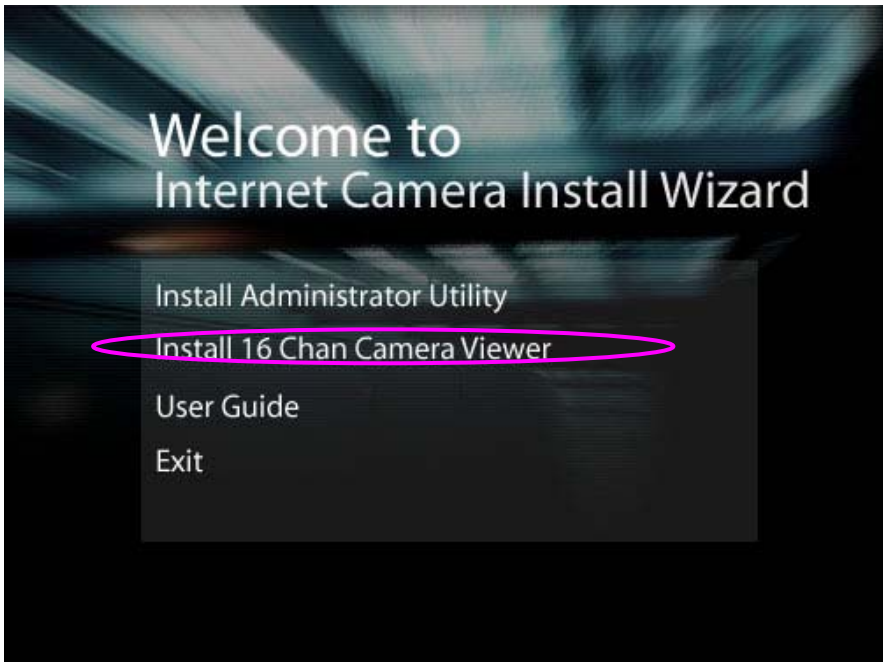 Welcome to
Internet Camera Install Wizard
Install Administrator Utility
Install 16 Chan Camera Viewer
User Guide
Exit